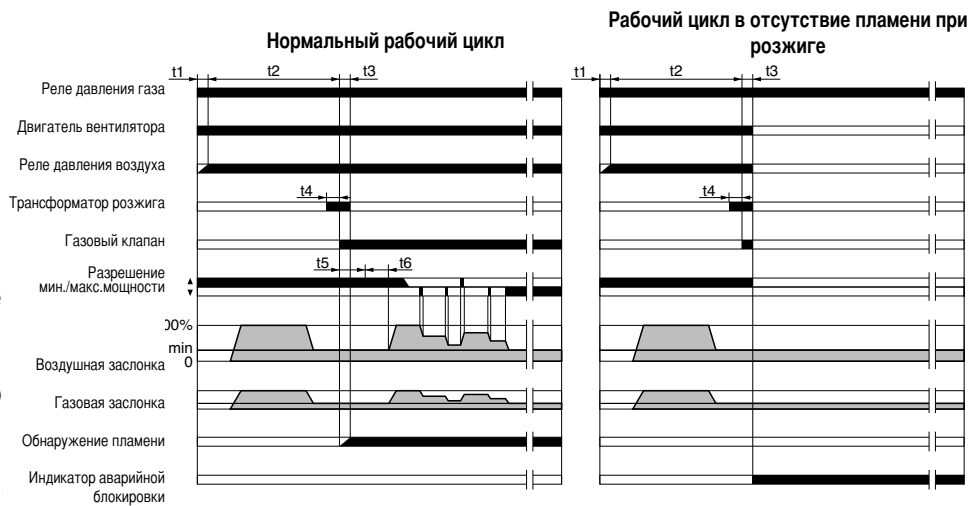 Нормальный рабочий цикл
Рабочий цикл в отсутствие пламени при
розжиге
t1 t2 t3
t1 t2 t3
Реле давления газа
Двигатель вентилятора
Реле давления воздуха
t4
t4
Трансформатор розжига
Газовый клапан
t5 t6
Разрешение
мин./макс.мощности
00%
min
0
Воздушная заслонка
Газовая заслонка
Обнаружение пламени
Индикатор аварийной
блокировки